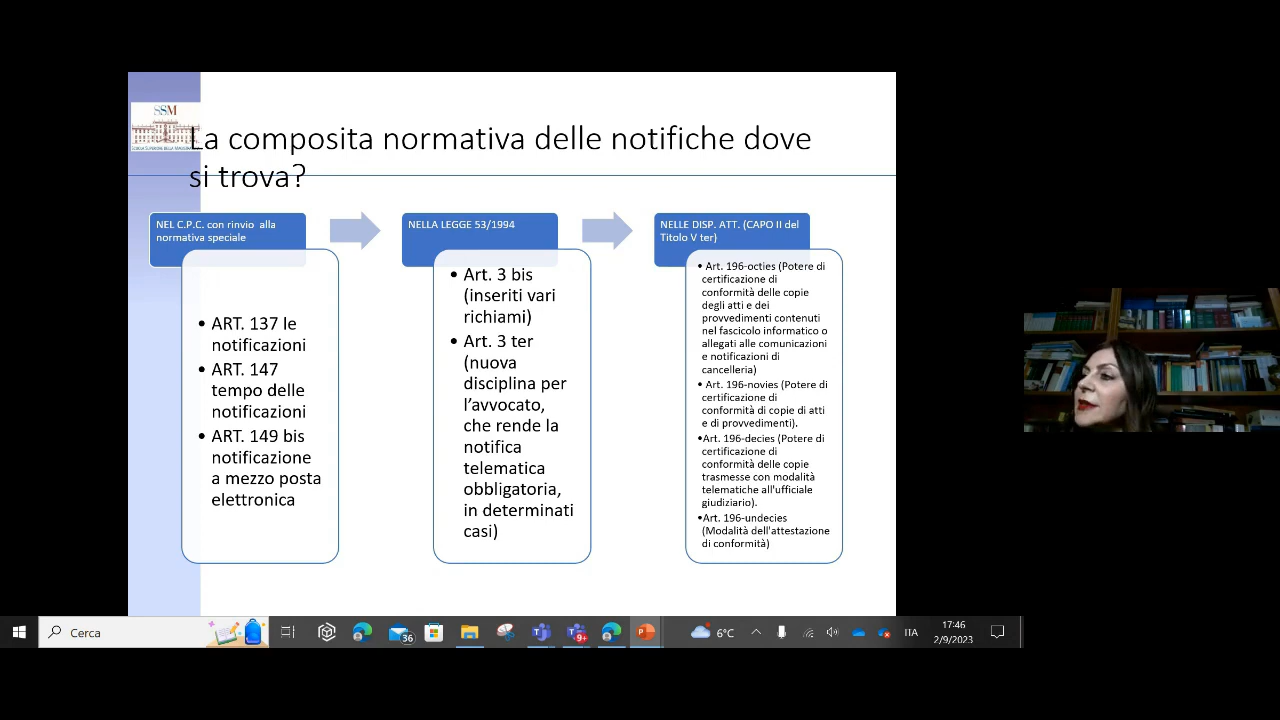 SSM
SCUOLA SUPERIORE DELLA
La composita normativa delle notifiche dove
si trova?
NEL C.P.C. con rinvio alla
normativa speciale
• ART. 137 le
notificazioni
• ART. 147
tempo delle
notificazioni
• ART. 149 bis
notificazione
a mezzo posta
elettronica
NELLA LEGGE 53/1994
• Art. 3 bis
(inseriti vari
richiami)
• Art. 3 ter
(nuova
disciplina per
l’avvocato,
che rende la
notifica
telematica
obbligatoria,
in determinati
casi)
NELLE DISP. ATT. (CAPO II del
Titolo V ter)
• Art. 196-octies (Potere di
certificazione di
conformità delle copie
degli atti e dei
provvedimenti contenuti
nel fascicolo informatico o
allegati alle comunicazioni
e notificazioni di
cancelleria)
• Art. 196-novies (Potere di
certificazione di
conformità di copie di atti
e di provvedimenti).
•Art. 196-decies (Potere di
certificazione di
conformità delle copie
trasmesse con modalità
telematiche all'ufficiale
giudiziario).
•Art. 196-undecies
(Modalità dell'attestazione
di conformità)
Cerca
36
9+
6°C
ITA
17:46
2/9/2023